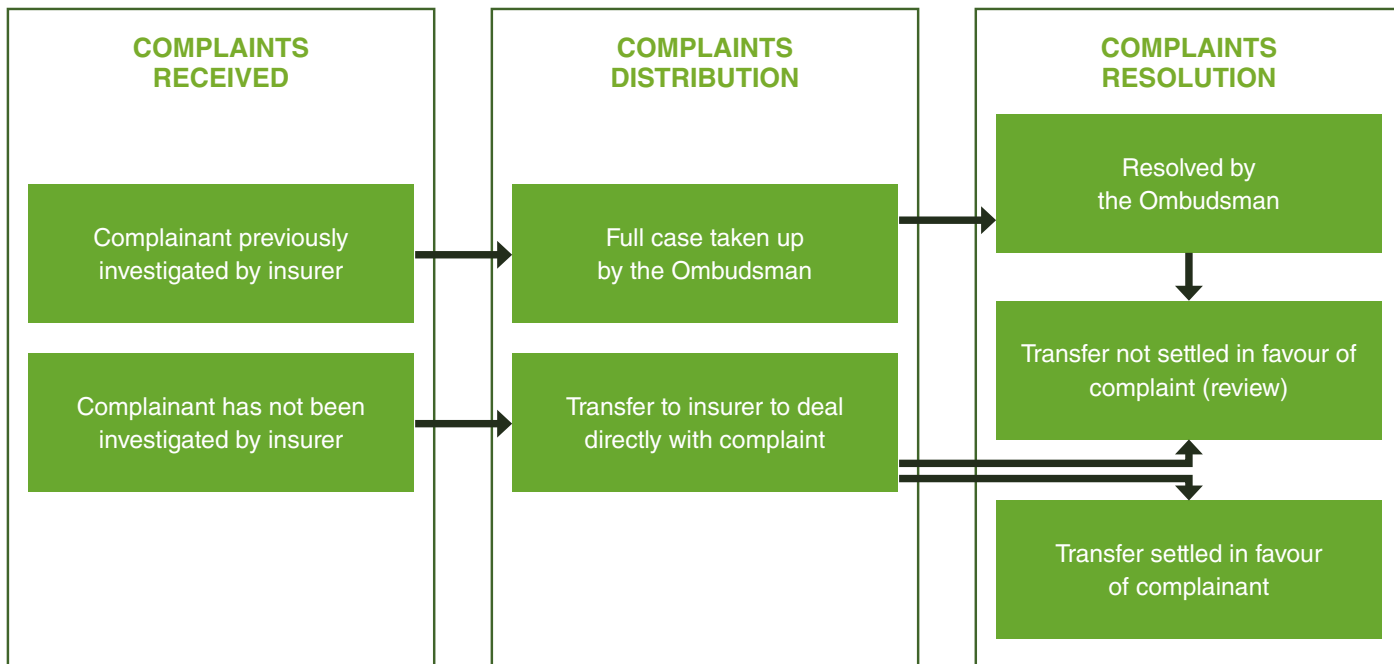 COMPLAINTS
RECEIVED
Complainant previously
investigated by insurer
Complainant has not been
investigated by insurer
COMPLAINTS
DISTRIBUTION
Full case taken up
by the Ombudsman
Transfer to insurer to deal
directly with complaint
COMPLAINTS
RESOLUTION
Resolved by
the Ombudsman
Transfer not settled in favour of
complaint (review)
Transfer settled in favour
of complainant